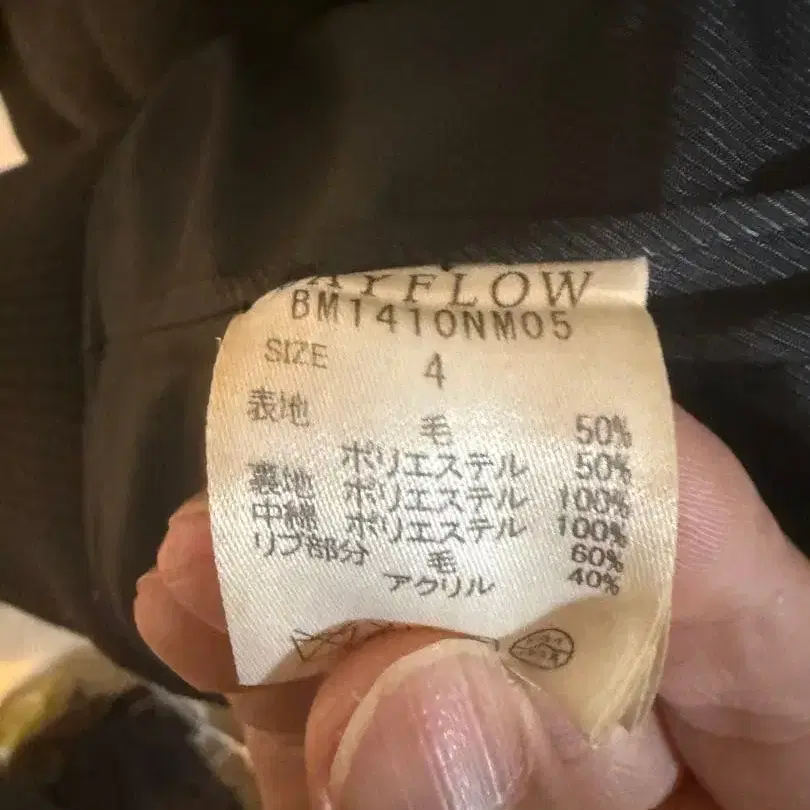 BM1410NM05
SIZE 4
表地 毛 50%
ポリエステル 50%
裏地 ポリエステル 100%
中綿 ポリエステル 100%
リブ部分 毛 60%
アクリル 40%